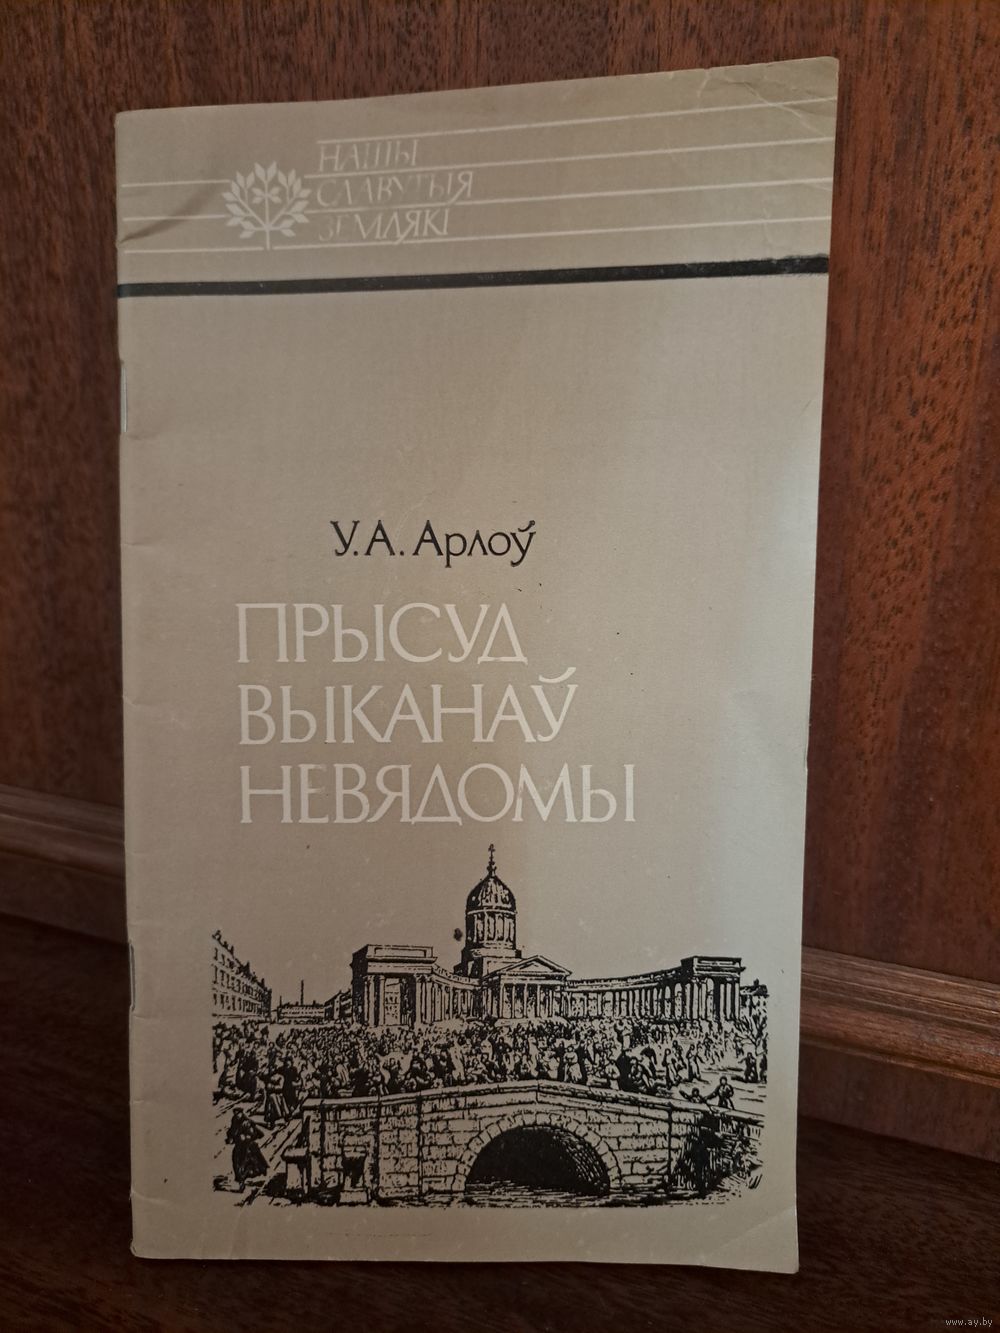 НАШЫ
СЛАВУТЫЯ
ЗЕМЛЯКІ
У. А. Арлоў
ПРЫСУД
ВЫКАНАЎ
НЕВЯДОМЫ
www.ay.by